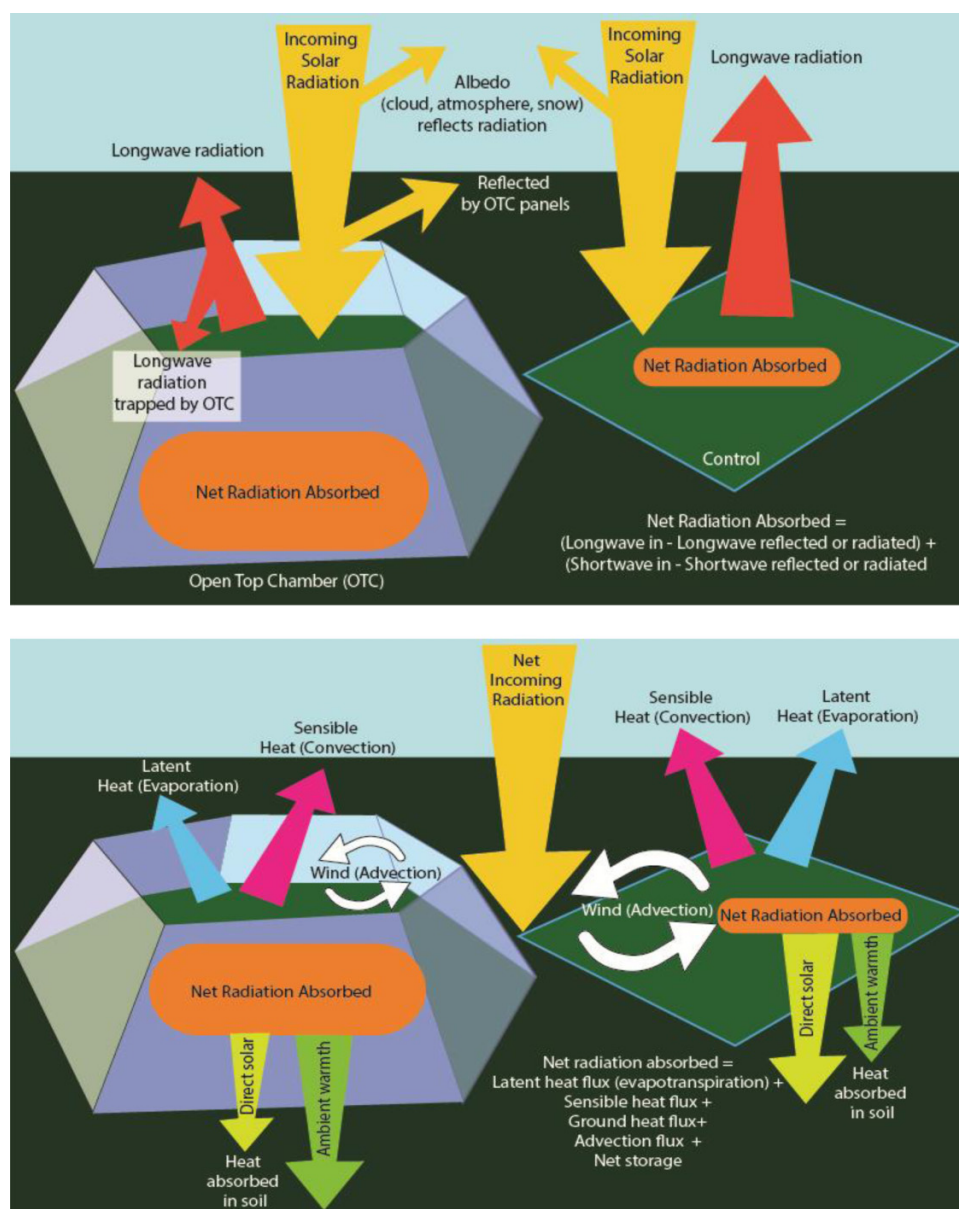 Incoming
Solar
Radiation
Albedo
(cloud, atmosphere, snow)
reflects radiation
Incoming
Solar
Radiation
Longwave radiation
Longwave radiation
Reflected
by OTC panels
Longwave
radiation
trapped by OTC
Net Radiation Absorbed
Net Radiation Absorbed
Control
Net Radiation Absorbed =
(Longwave in - Longwave reflected or radiated) +
(Shortwave in - Shortwave reflected or radiated
Open Top Chamber (OTC)
Net
Incoming
Radiation
Sensible
Heat (Convection)
Latent
Heat (Evaporation)
Sensible
Heat (Convection)
Latent
Heat (Evaporation)
Wind (Advection)
Wind (Advection)
Net Radiation Absorbed
Net Radiation Absorbed
Direct solar
Ambient warmth
Direct solar
Ambient warmth
Heat
absorbed
in soil
Heat
absorbed
in soil
Net radiation absorbed =
Latent heat flux (evapotranspiration) +
Sensible heat flux +
Ground heat flux+
Advection flux +
Net storage